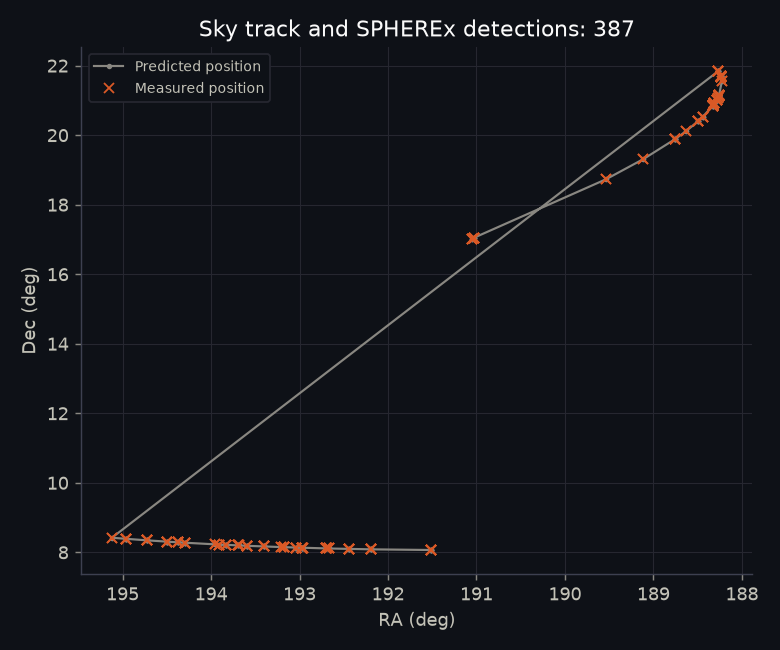 Sky track and SPHEREx detections: 387
Predicted position
Measured position
22
20
18
16
14
12
10
8
Dec (deg)
195 194 193 192 191 190 189 188
RA (deg)